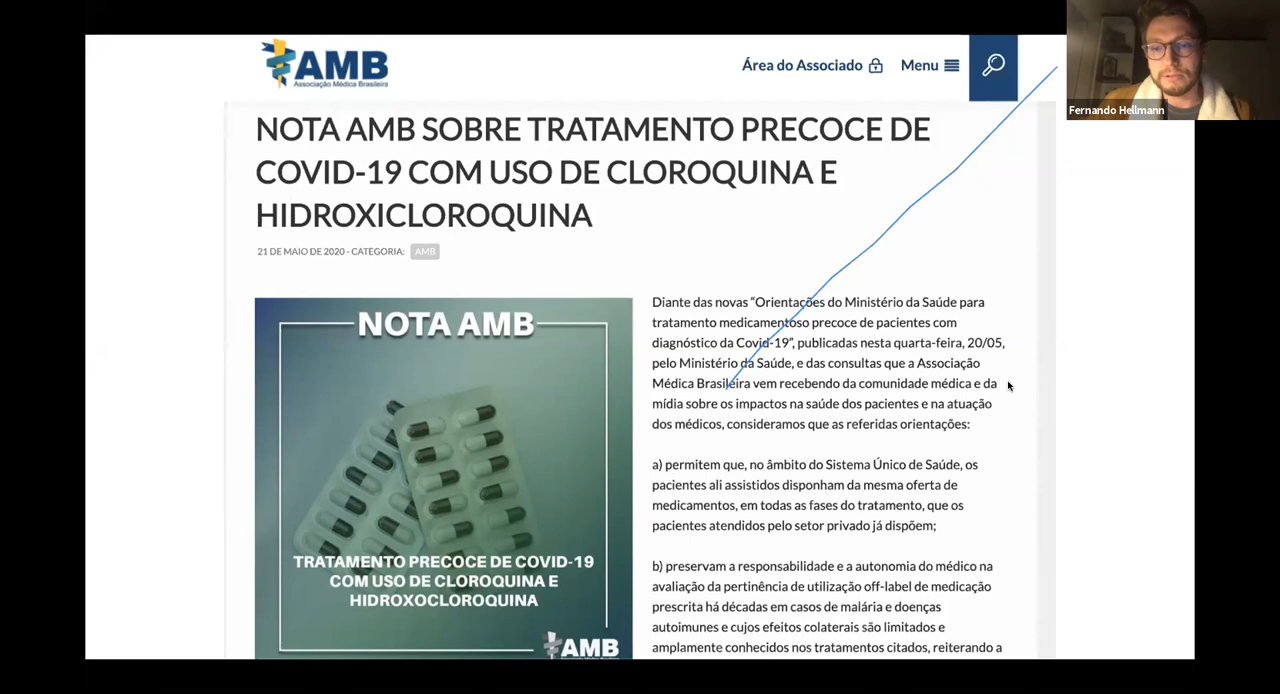 AMB
Associação Médica Brasileira
Área do Associado
Menu
Fernando Hellmann
NOTA AMB SOBRE TRATAMENTO PRECOCE DE
COVID-19 COM USO DE CLOROQUINA E
HIDROXICLOROQUINA
21 DE MAIO DE 2020 - CATEGORIA: AMB
NOTA AMB
TRATAMENTO PRECOCE DE COVID-19
COM USO DE CLOROQUINA E
HIDROXOCLOROQUINA
AMB
Diante das novas “Orientações do Ministério da Saúde para
tratamento medicamentoso precoce de pacientes com
diagnóstico da Covid-19”, publicadas nesta quarta-feira, 20/05,
pelo Ministério da Saúde, e das consultas que a Associação
Médica Brasileira vem recebendo da comunidade médica e da
mídia sobre os impactos na saúde dos pacientes e na atuação
dos médicos, consideramos que as referidas orientações:
a) permitem que, no âmbito do Sistema Único de Saúde, os
pacientes ali assistidos disponham da mesma oferta de
medicamentos, em todas as fases do tratamento, que os
pacientes atendidos pelo setor privado já dispõem;
b) preservam a responsabilidade e a autonomia do médico na
avaliação da pertinência de utilização off-label de medicação
prescrita há décadas em casos de malária e doenças
autoimunes e cujos efeitos colaterais são limitados e
amplamente conhecidos nos tratamentos citados, reiterando a